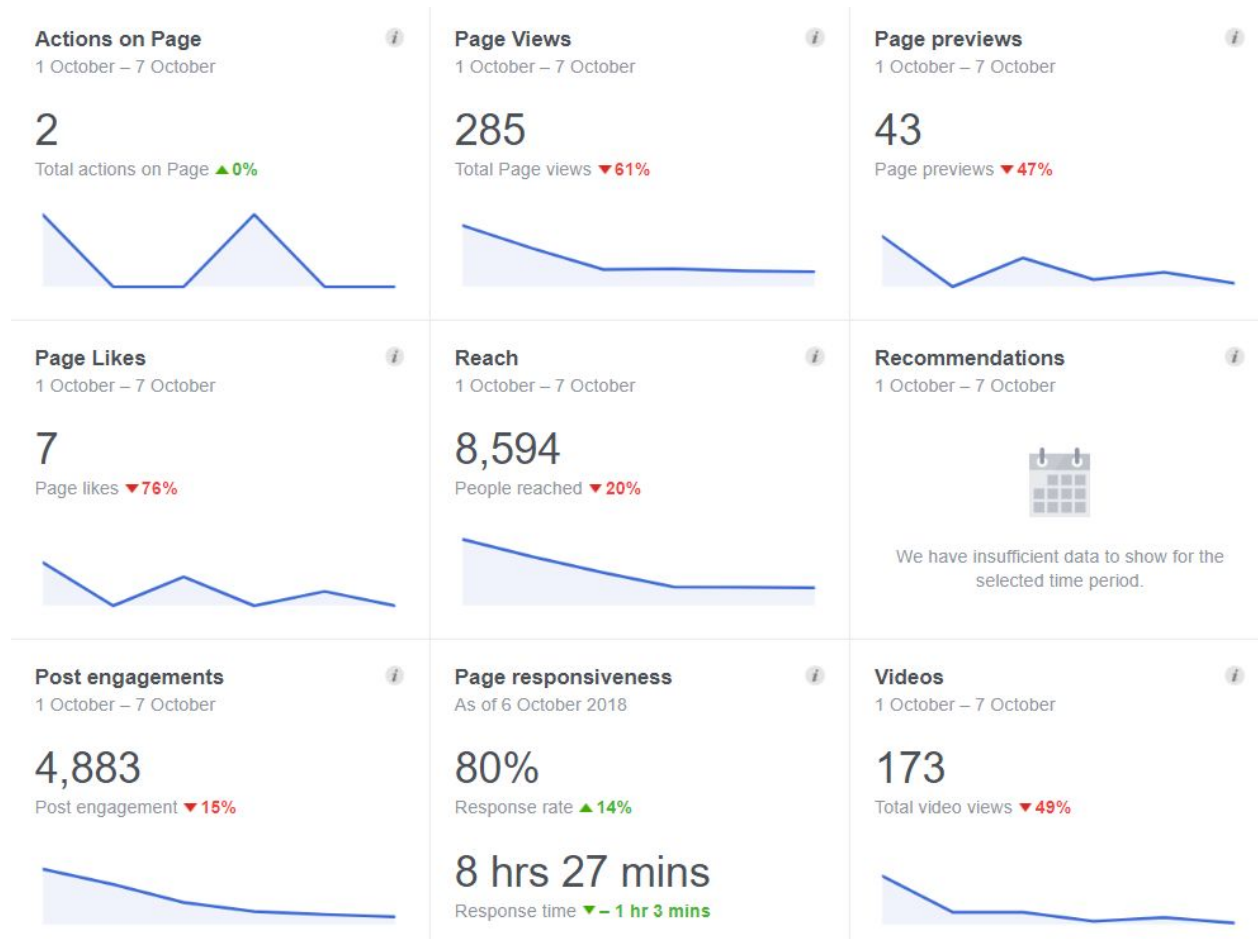 Actions on Page
1 October – 7 October
2
Total actions on Page ▲0%
Page Views
1 October – 7 October
285
Total Page views ▼61%
Page previews
1 October – 7 October
43
Page previews ▼47%
Page Likes
1 October – 7 October
7
Page likes ▼76%
Reach
1 October – 7 October
8,594
People reached ▼20%
Recommendations
1 October – 7 October
We have insufficient data to show for the
selected time period.
Post engagements
1 October – 7 October
4,883
Post engagement ▼15%
Page responsiveness
As of 6 October 2018
80%
Response rate ▲14%
8 hrs 27 mins
Response time ▼– 1 hr 3 mins
Videos
1 October – 7 October
173
Total video views ▼49%